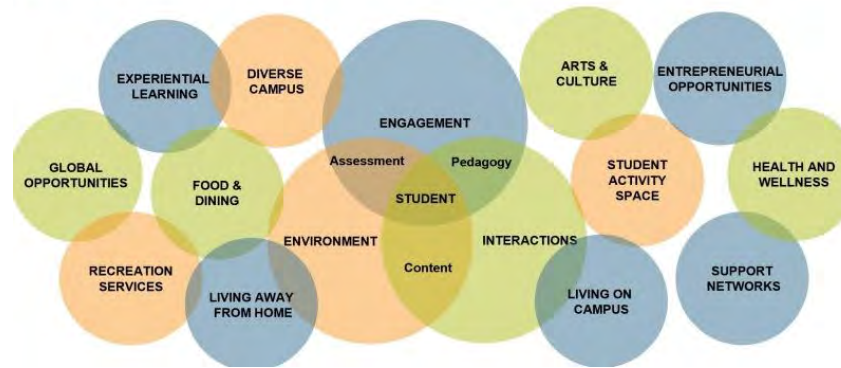 EXPERIENTIAL
LEARNING
DIVERSE
CAMPUS
ENGAGEMENT
ARTS &
CULTURE
ENTREPRENEURIAL
OPPORTUNITIES
GLOBAL
OPPORTUNITIES
FOOD &
DINING
Assessment
Pedagogy
STUDENT
STUDENT
ACTIVITY
SPACE
HEALTH AND
WELLNESS
ENVIRONMENT
INTERACTIONS
Content
RECREATION
SERVICES
LIVING AWAY
FROM HOME
LIVING ON
CAMPUS
SUPPORT
NETWORKS